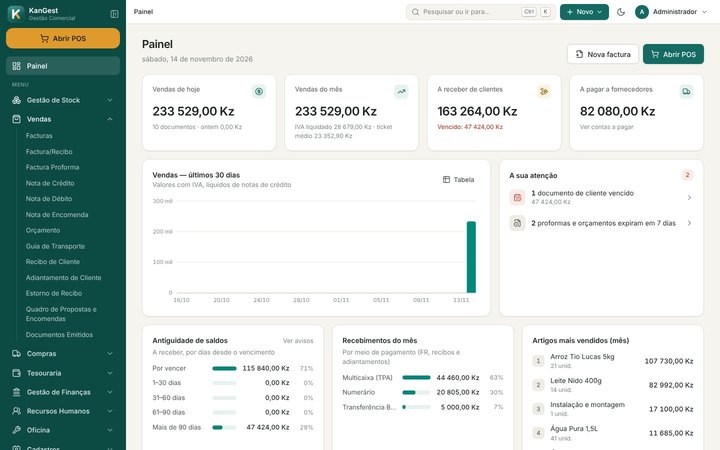 KanGest
Gestão Comercial
Abrir POS
Painel
MENU
Gestão de Stock
Vendas
Facturas
Factura/Recibo
Factura Proforma
Nota de Crédito
Nota de Débito
Nota de Encomenda
Orçamento
Guia de Transporte
Recibo de Cliente
Adiantamento de Cliente
Estorno de Recibo
Quadro de Propostas e
Encomendas
Documentos Emitidos
Compras
Tesouraria
Gestão de Finanças
Recursos Humanos
Oficina
Cadastros
Painel
Pesquisar ou ir para...
Ctrl K
+ Novo
A Administrador
Painel
sábado, 14 de novembro de 2026
Nova factura
Abrir POS
Vendas de hoje
233 529,00 Kz
10 documentos · ontem 0,00 Kz
Vendas do mês
233 529,00 Kz
IVA liquidado 28 679,00 Kz · ticket
médio 23 352,90 Kz
A receber de clientes
163 264,00 Kz
Vencido: 47 424,00 Kz
A pagar a fornecedores
82 080,00 Kz
Ver contas a pagar
Vendas — últimos 30 dias
Valores com IVA, líquidos de notas de crédito
Tabela
300 mil
200 mil
100 mil
0
16/10 20/10 24/10 28/10 01/11 05/11 09/11 13/11
A sua atenção
2
1 documento de cliente vencido
47 424,00 Kz
2 proformas e orçamentos expiram em 7 dias
Antiguidade de saldos
Ver avisos
A receber, por dias desde o vencimento
Por vencer 115 840,00 Kz 71%
1–30 dias 0,00 Kz 0%
31–60 dias 0,00 Kz 0%
61–90 dias 0,00 Kz 0%
Mais de 90 dias 47 424,00 Kz 29%
Recebimentos do mês
Por meio de pagamento (FR, recibos e
adiantamentos)
Multicaixa (TPA) 44 460,00 Kz 63%
Numerário 20 805,00 Kz 30%
Transferência B... 5 000,00 Kz 7%
Artigos mais vendidos (mês)
1 Arroz Tio Lucas 5kg 107 730,00 Kz
21 unid.
2 Leite Nido 400g 82 992,00 Kz
14 unid.
3 Instalação e montagem 17 100,00 Kz
1 unid.
4 Água Pura 1,5L 11 685,00 Kz
41 unid.